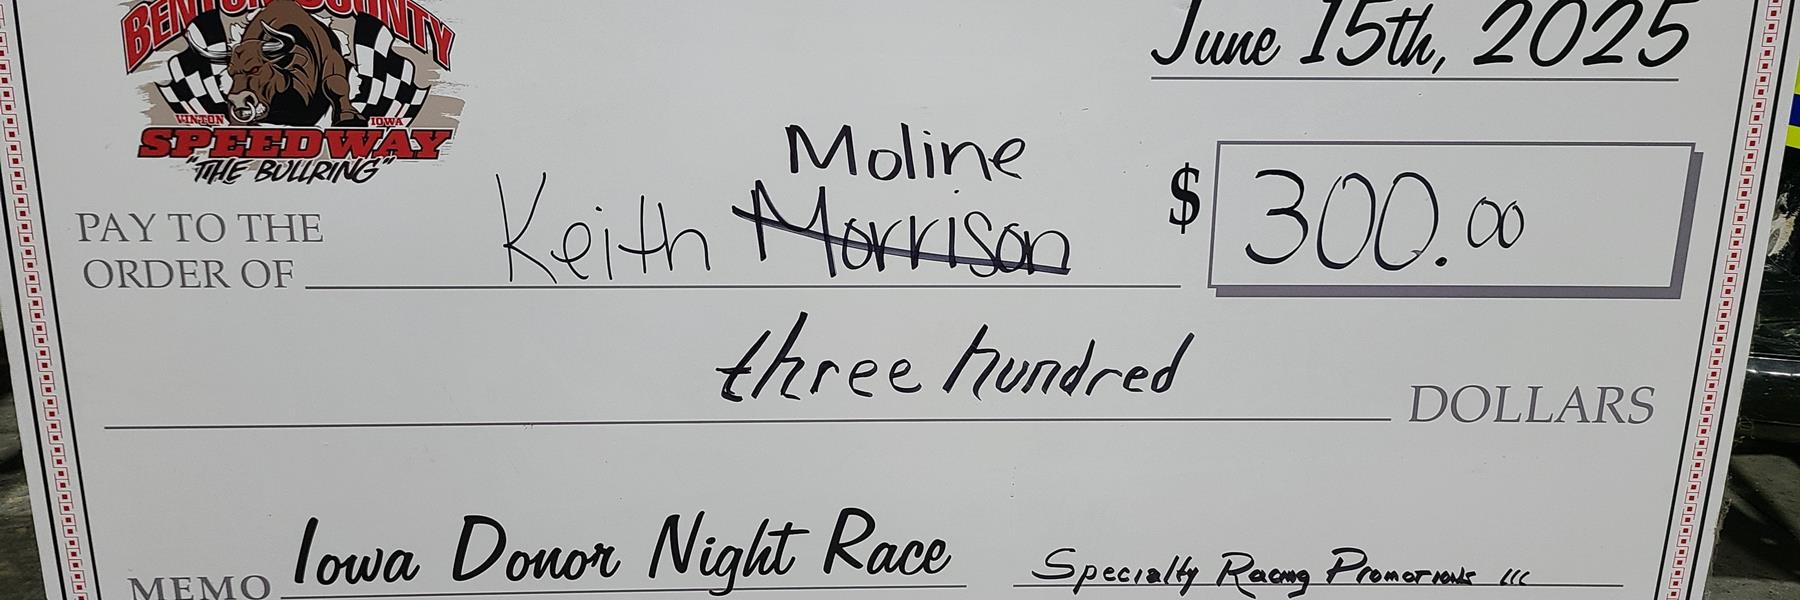 BENTON COUNTY
VINTON IOWA
SPEEDWAY
"THE BULLRING"
June 15th, 2025
Moline
PAY TO THE
ORDER OF Keith Morrison $ 300.00
three hundred DOLLARS
MEMO Iowa Donor Night Race Specialty Racing Promotions LLC